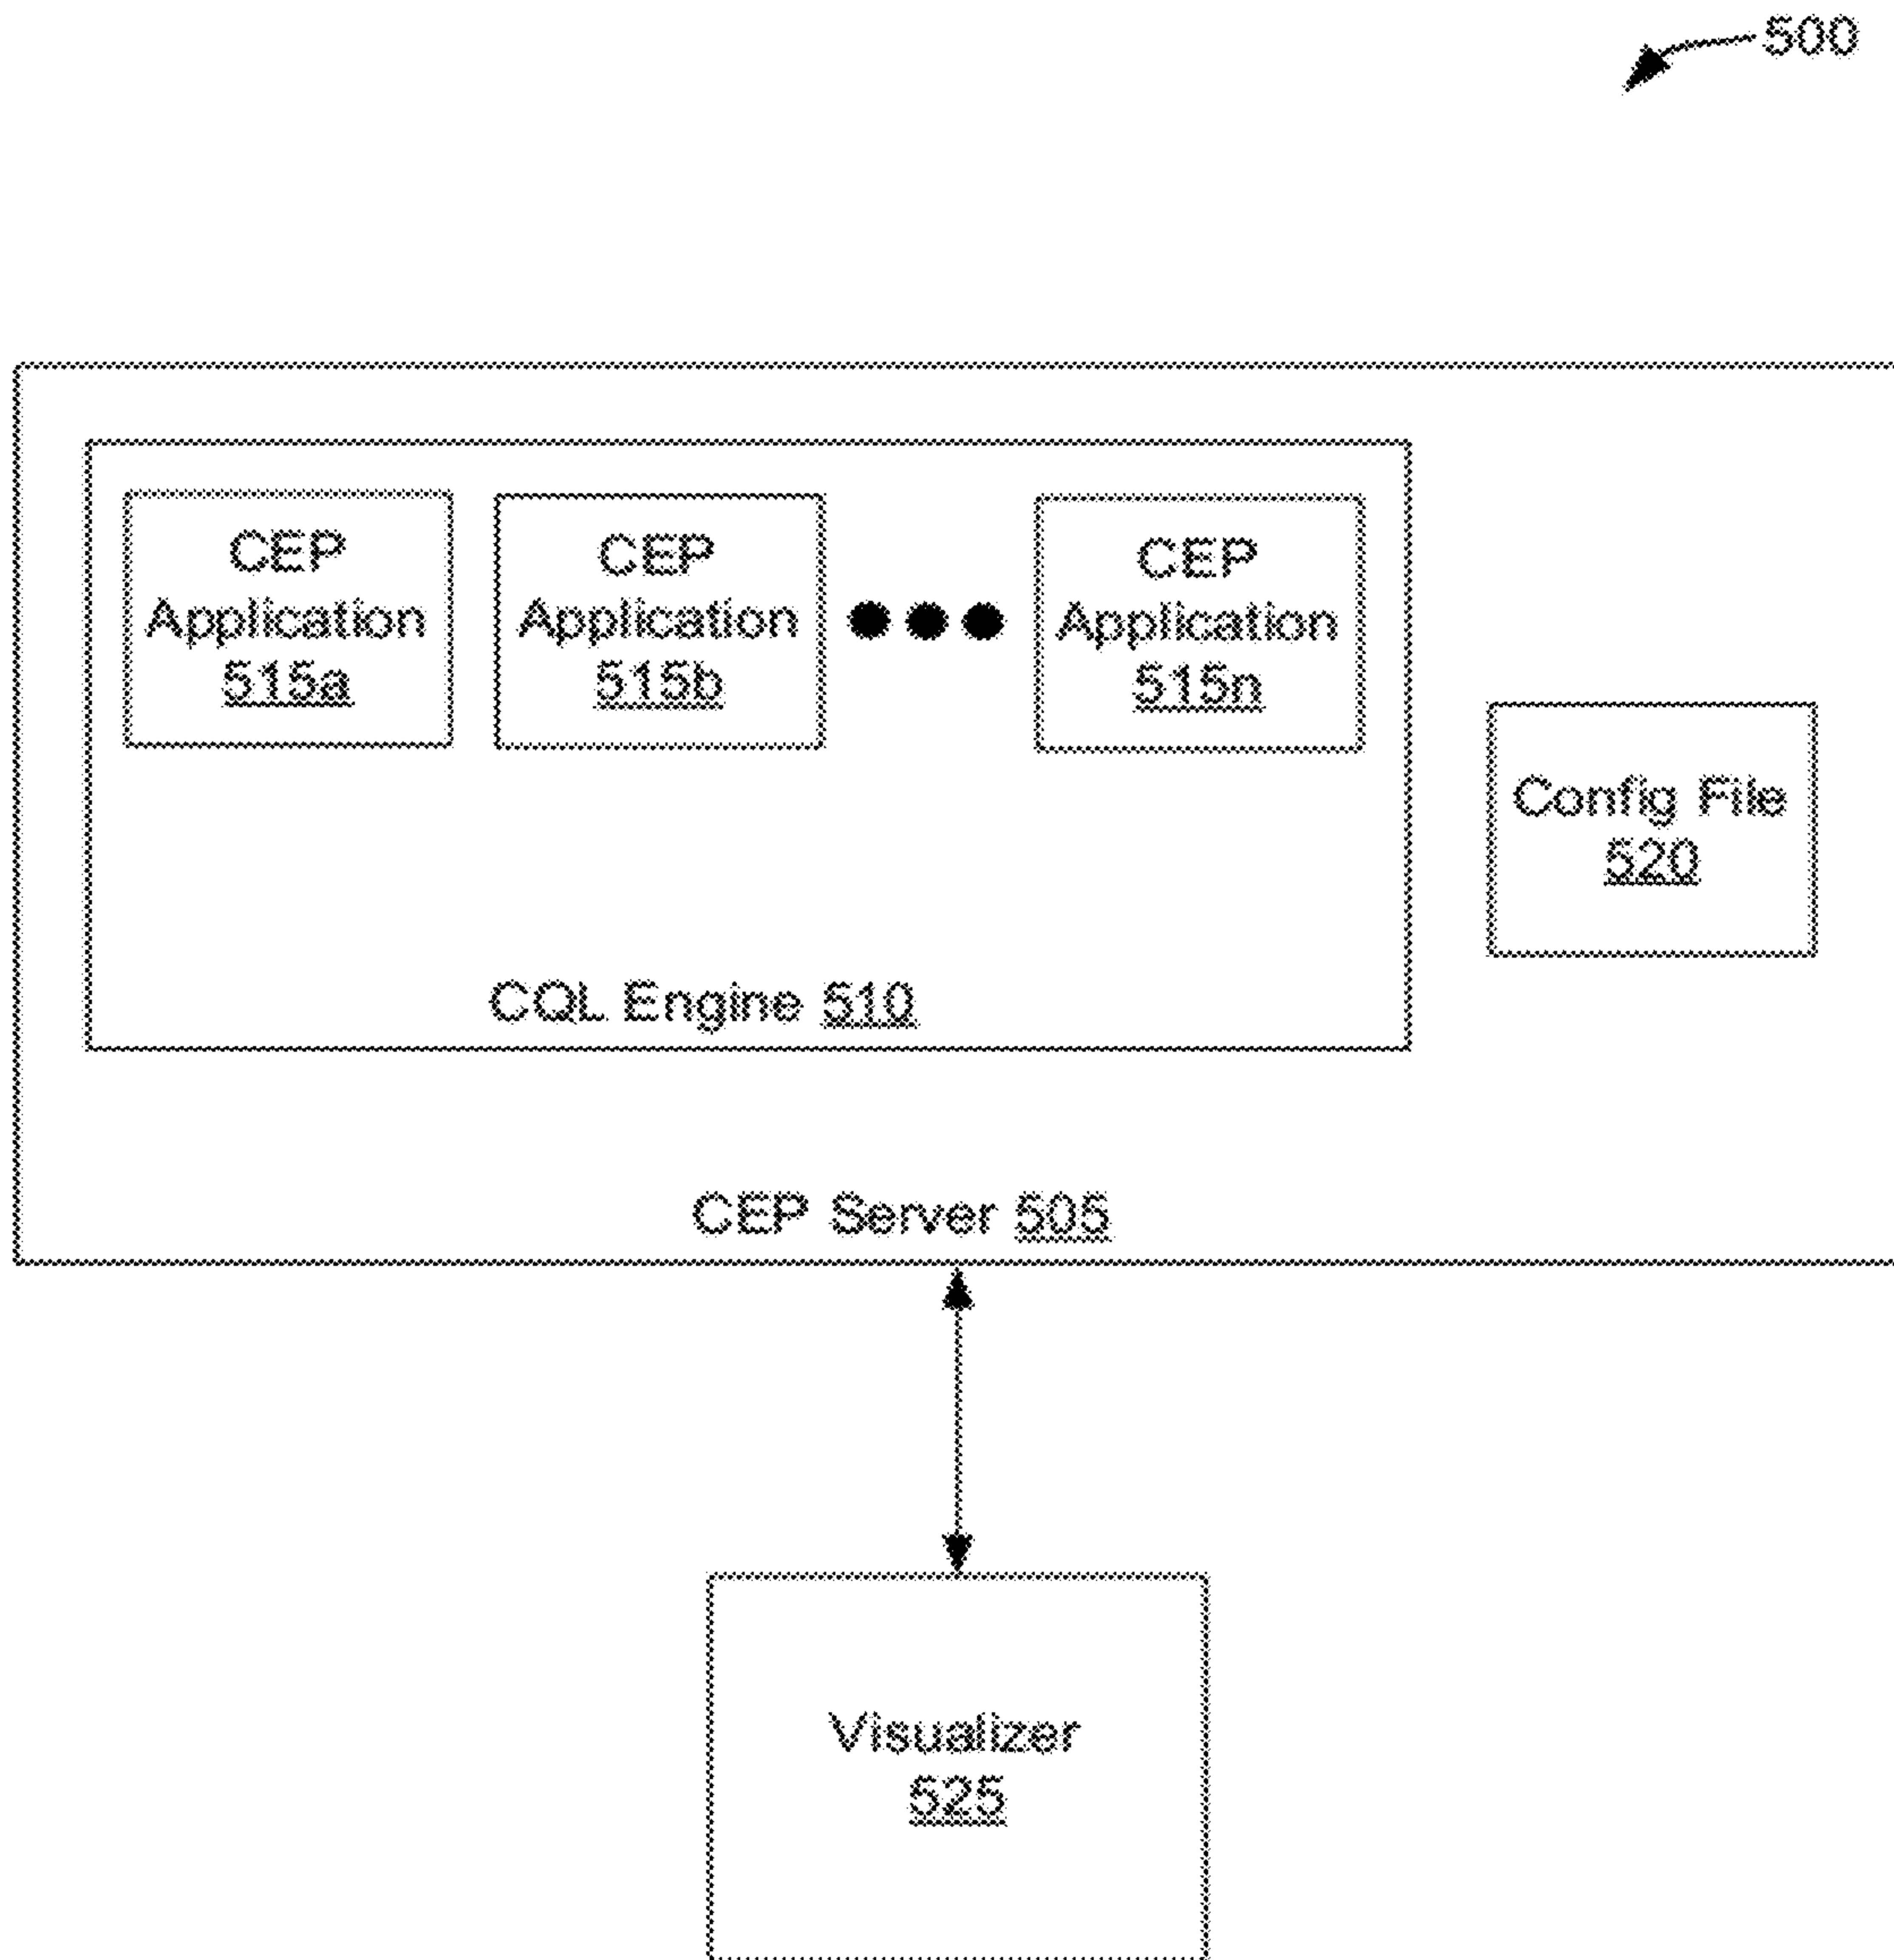 500
CEP
Application
515a
CEP
Application
515b
CEP
Application
515n
Config File
520
CQL Engine 510
CEP Server 505
Visualizer
525